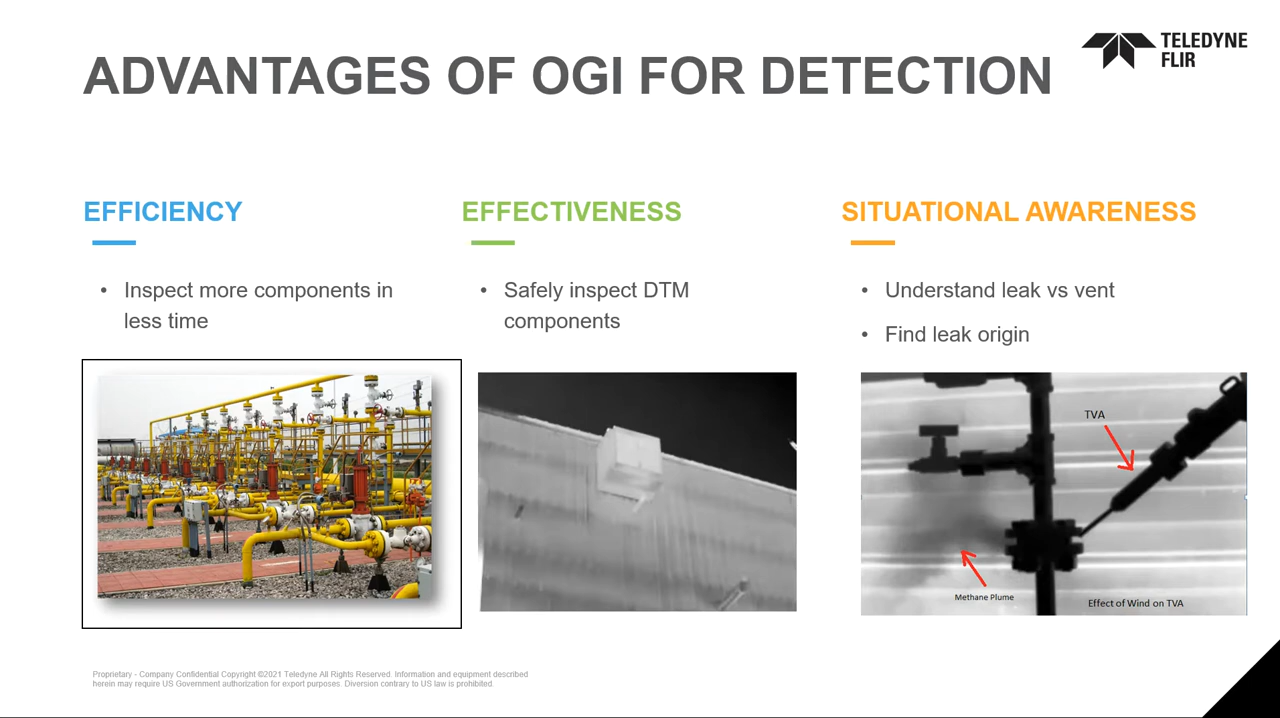 TELEDYNE
FLIR
ADVANTAGES OF OGI FOR DETECTION
EFFICIENCY
• Inspect more components in
less time
EFFECTIVENESS
• Safely inspect DTM
components
SITUATIONAL AWARENESS
• Understand leak vs vent
• Find leak origin
TVA
Methane Plume
Effect of Wind on TVA
Proprietary - Company Confidential Copyright ©2021 Teledyne All Rights Reserved. Information and equipment described
herein may require US Government authorization for export purposes. Diversion contrary to US law is prohibited.